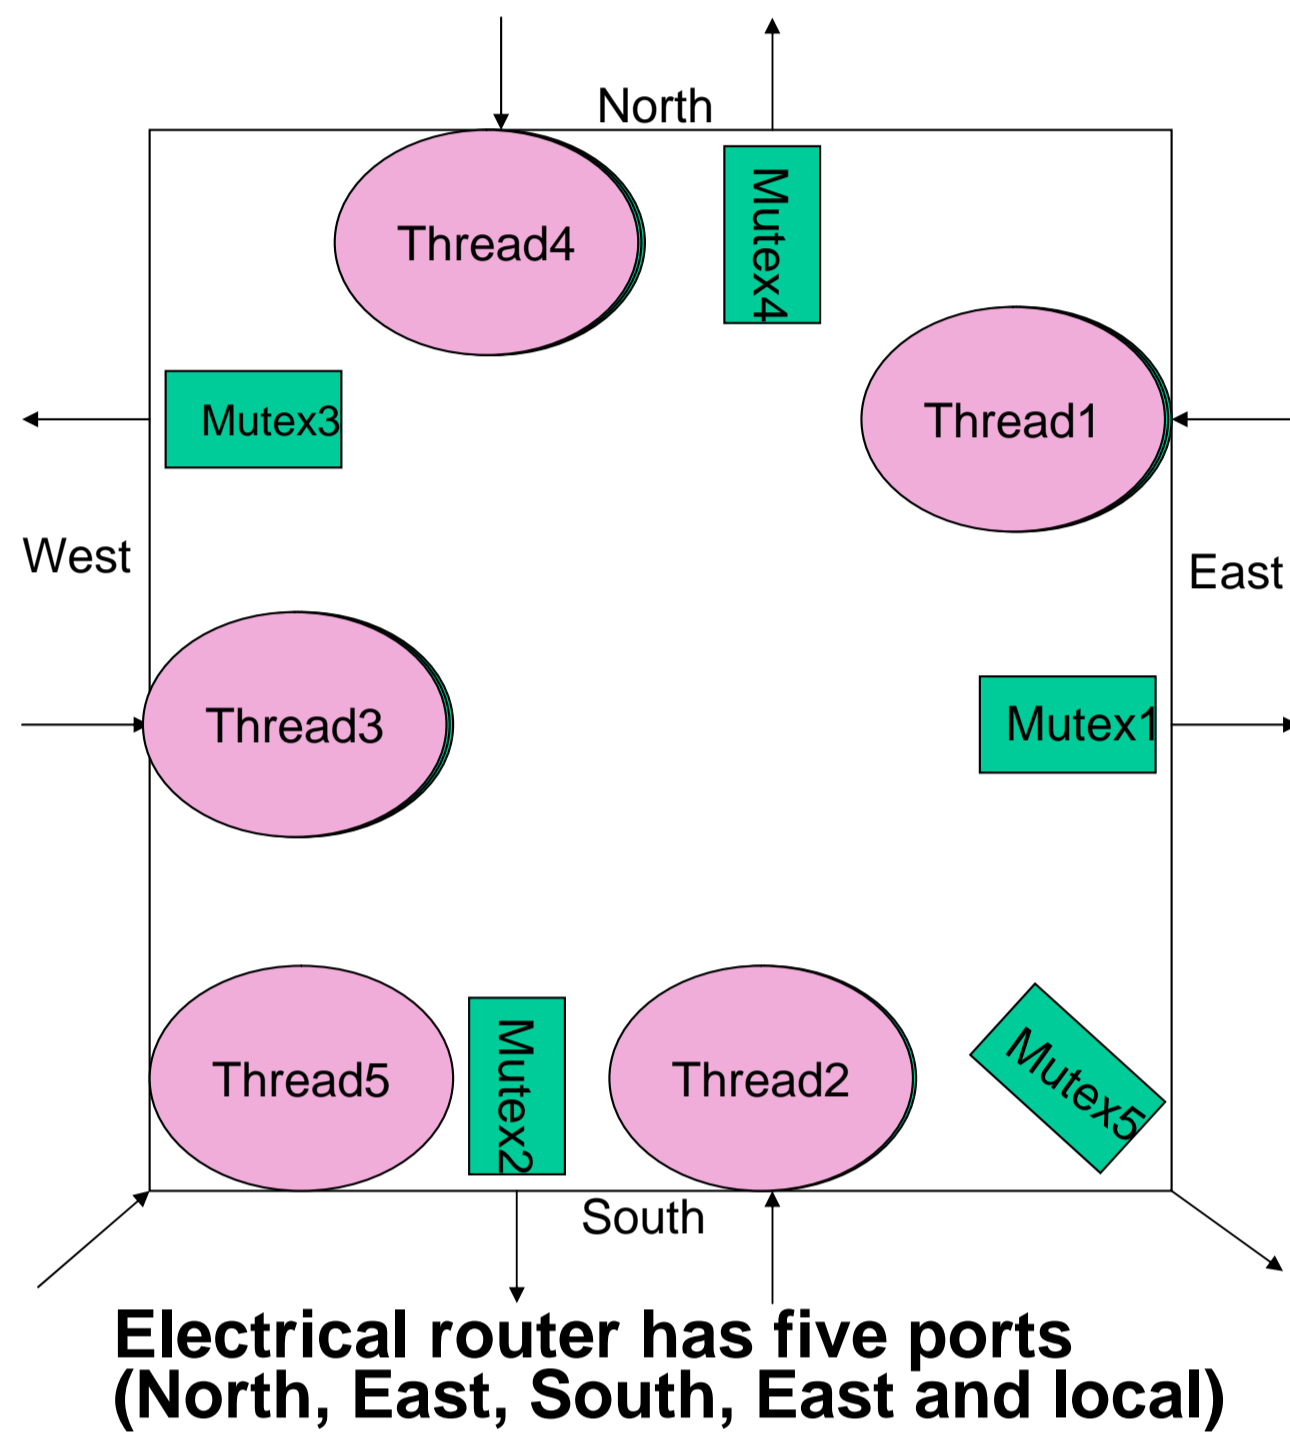 North
Thread4
Mutex4
Mutex3
Thread1
West
East
Thread3
Mutex1
Thread5
Mutex2
Thread2
Mutex5
South
Electrical router has five ports
(North, East, South, East and local)